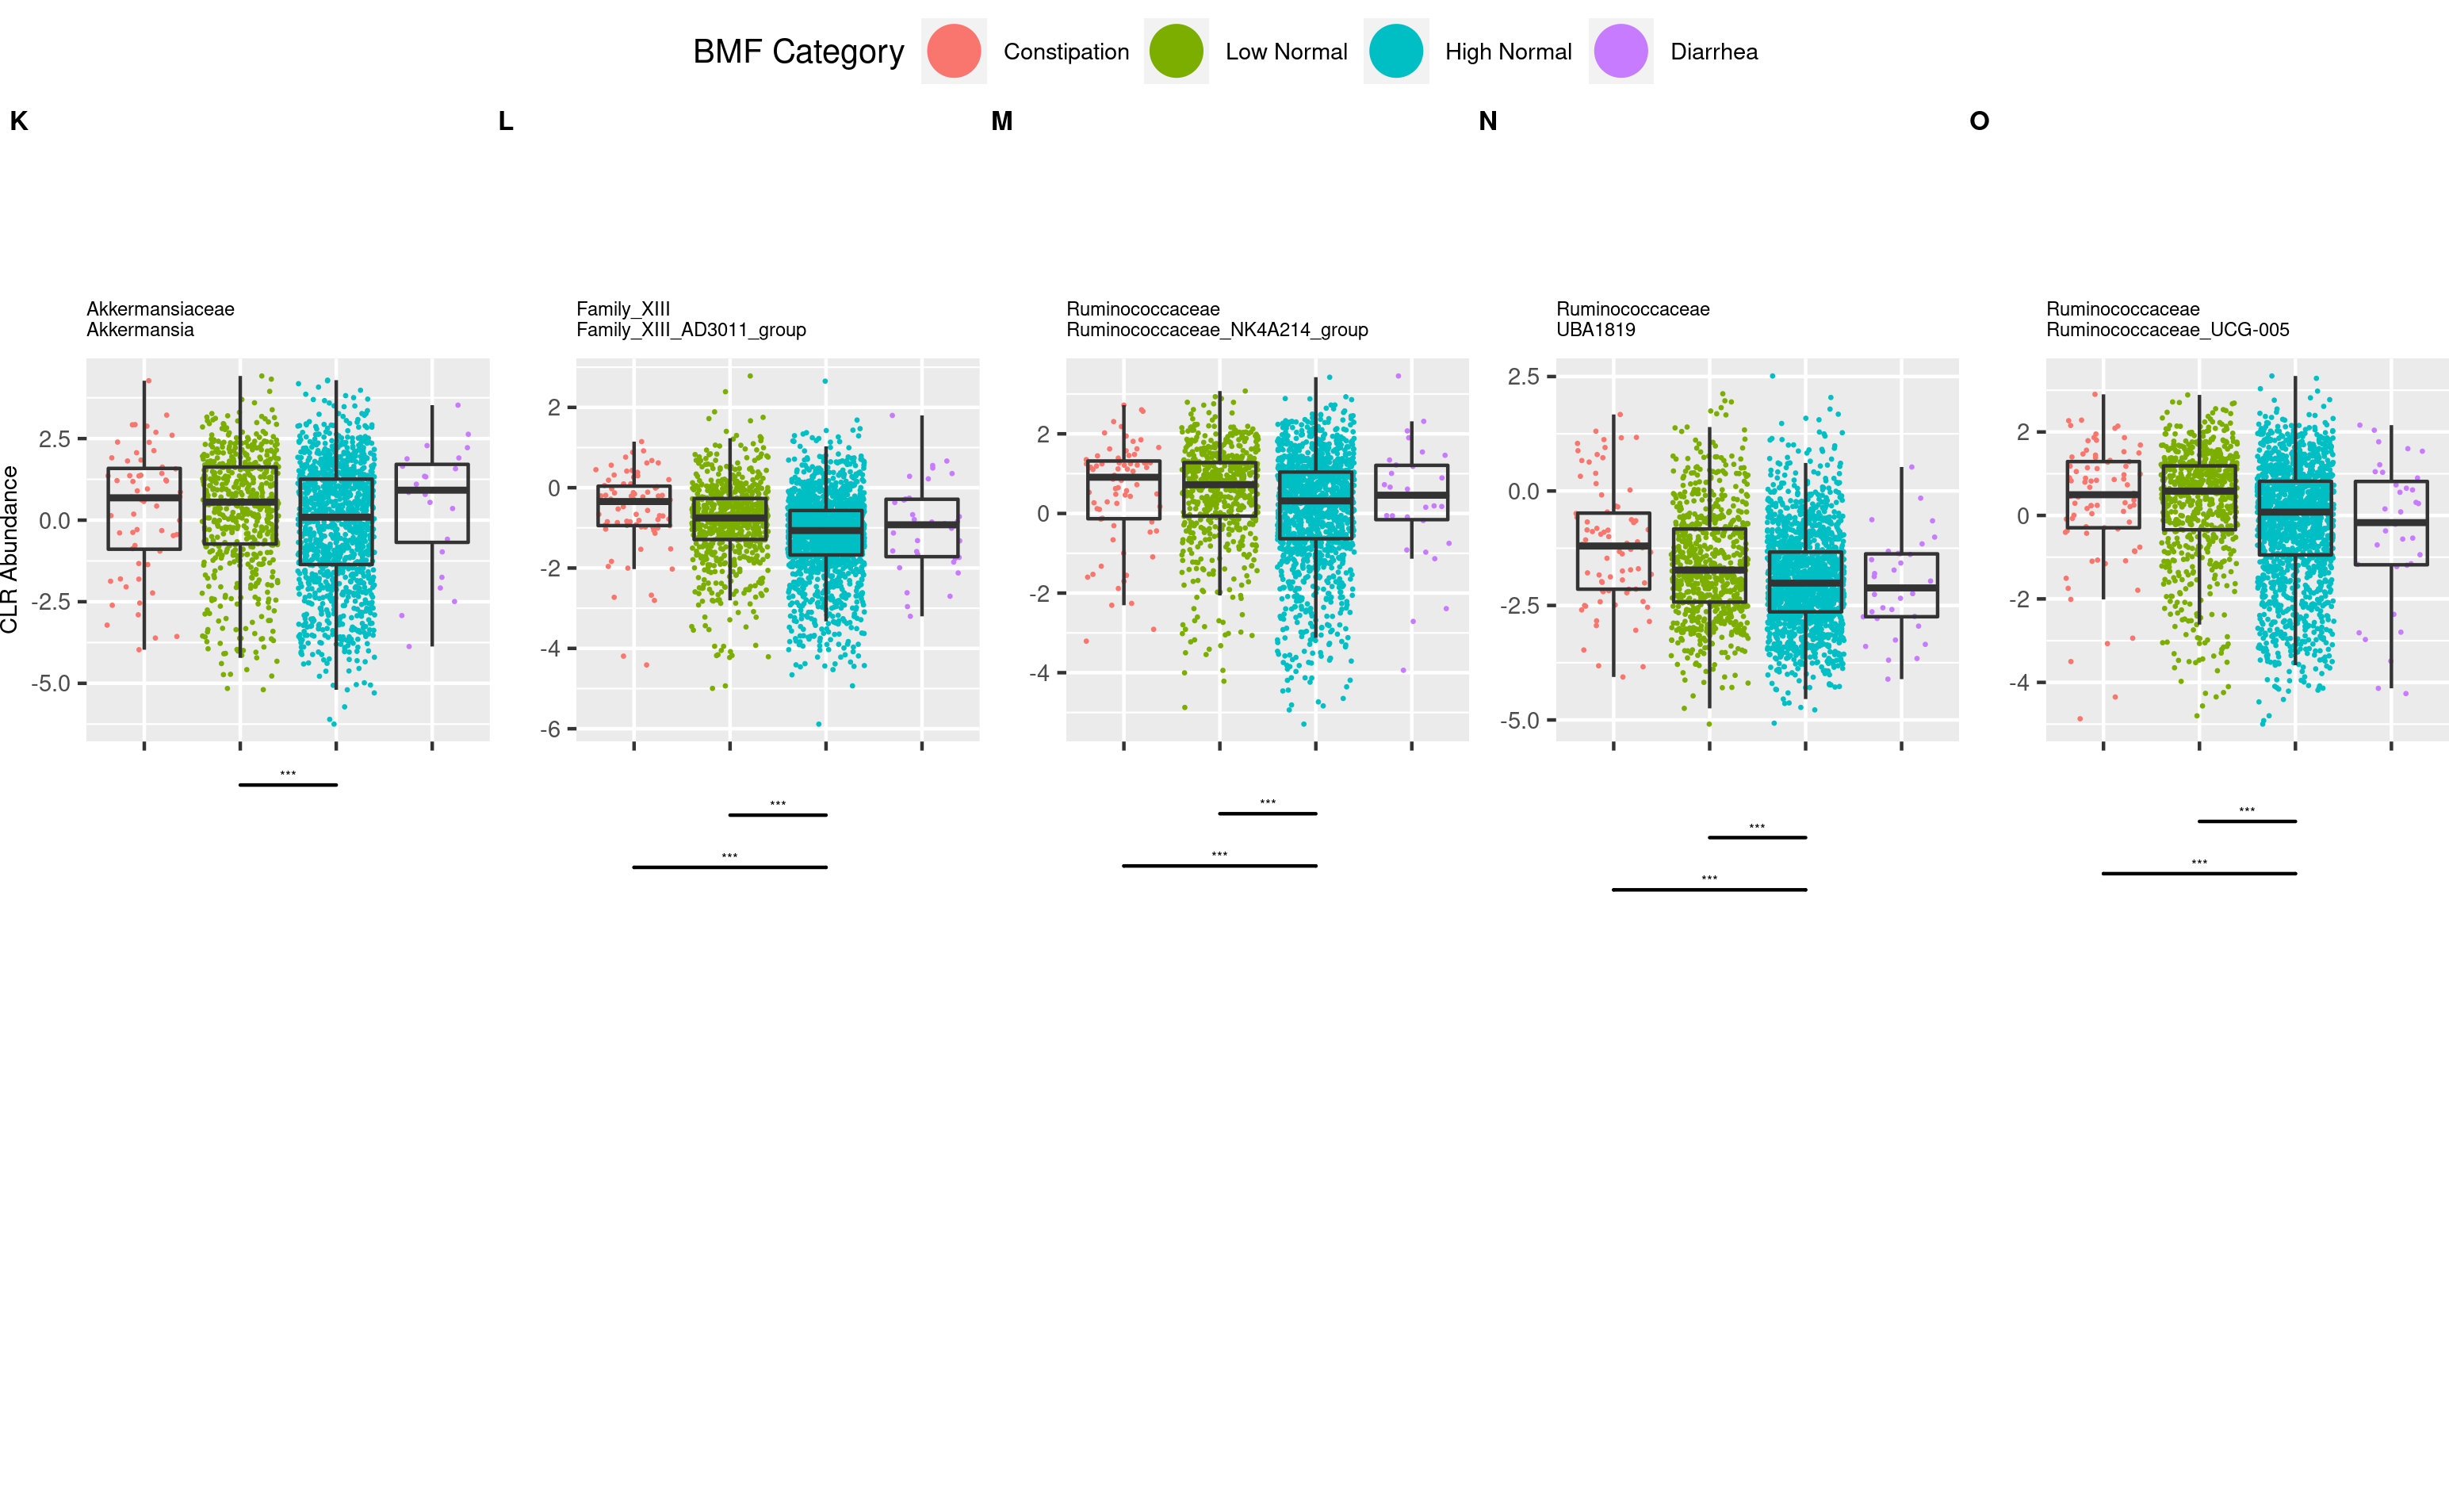 BMF Category Constipation Low Normal High Normal Diarrhea
K L M N O
Akkermansiaceae
Akkermansia
CLR Abundance
2.5
0.0
-2.5
-5.0
***
Family_XIII
Family_XIII_AD3011_group
2
0
-2
-4
-6
***
***
Ruminococcaceae
Ruminococcaceae_NK4A214_group
2
0
-2
-4
***
***
Ruminococcaceae
UBA1819
2.5
0.0
-2.5
-5.0
***
***
Ruminococcaceae
Ruminococcaceae_UCG-005
2
0
-2
-4
***
***